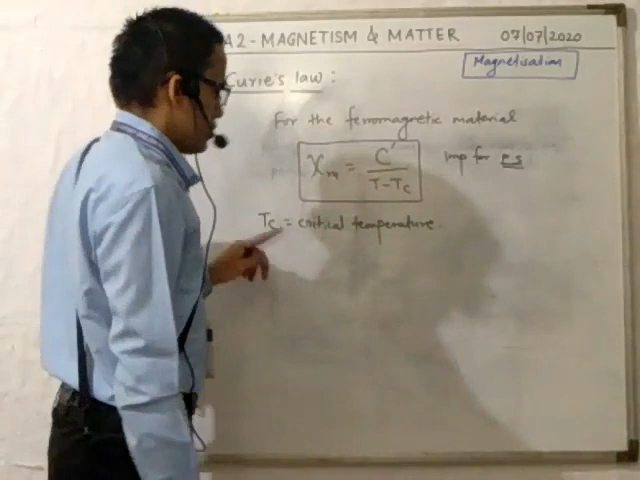 A2 - MAGNETISM & MATTER 07/07/2020
Magnetisation
Curie's law :
For the ferromagnetic material
χm = C' / T - Tc Imp for
Tc = critical temperature.